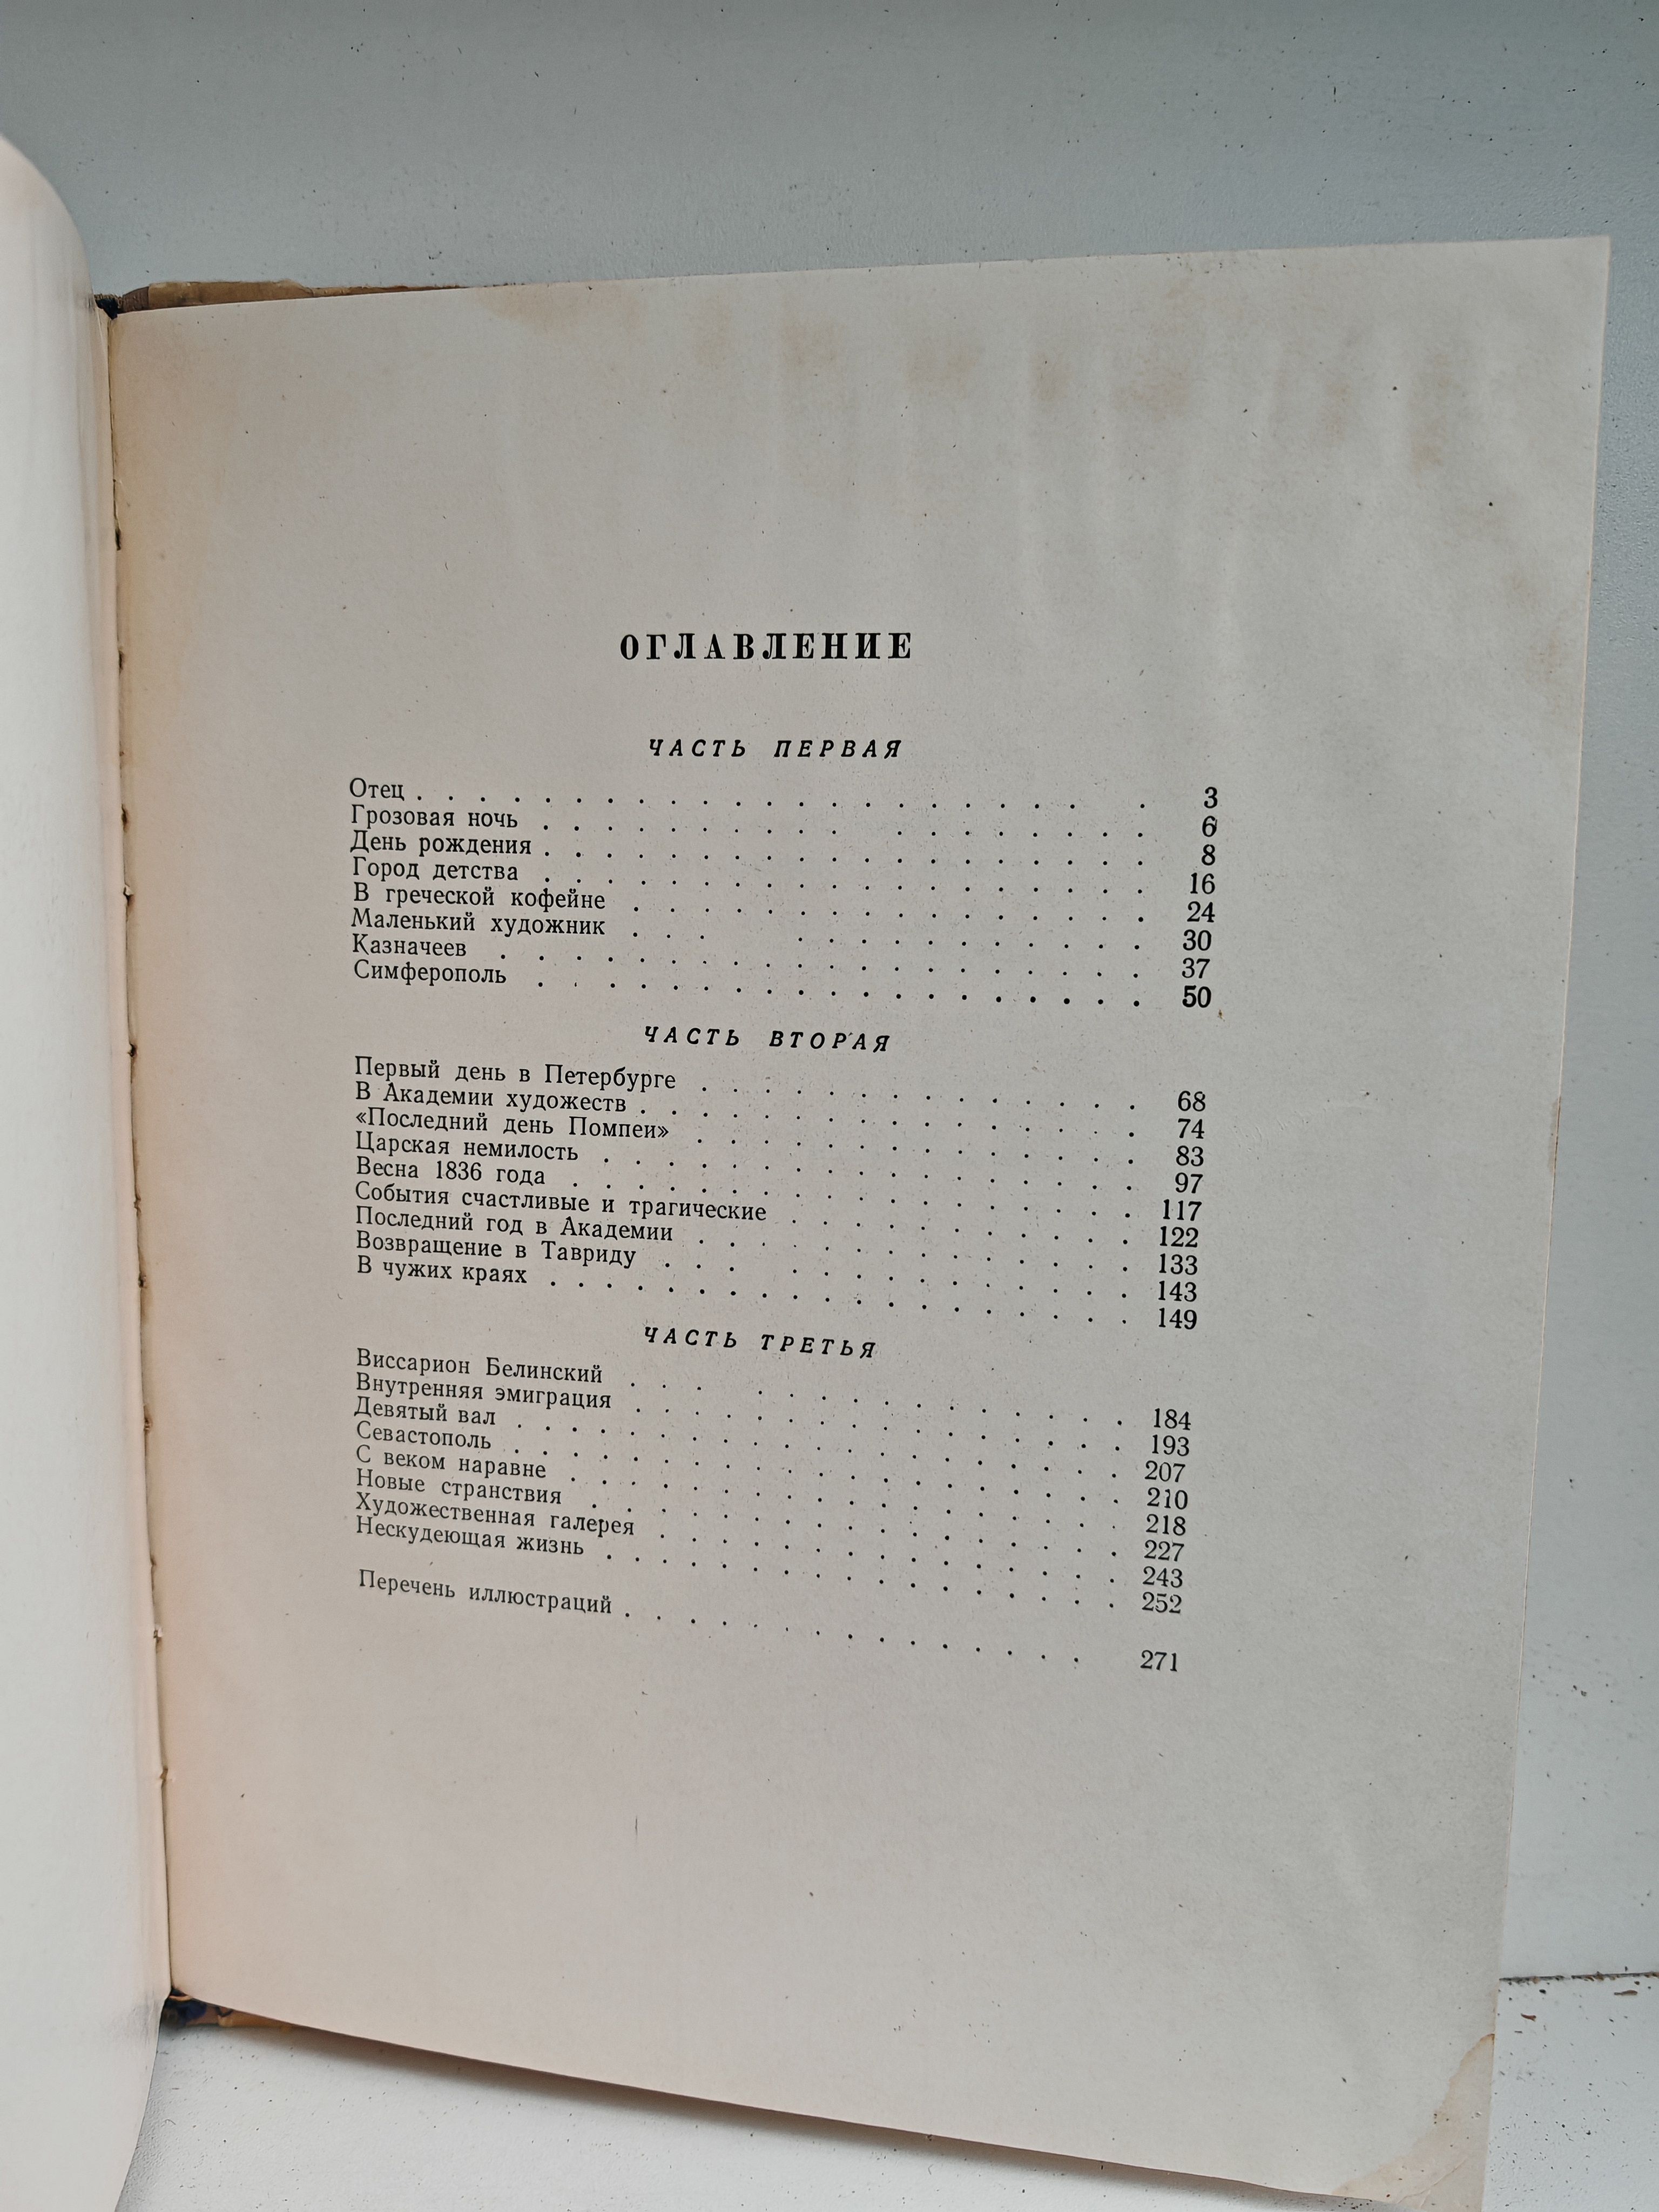 ОГЛАВЛЕНИЕ
ЧАСТЬ ПЕРВАЯ
Отец . . . . . . . . . . . . . . . . . . . . . . . 3
Грозовая ночь . . . . . . . . . . . . . . . . . . . 6
День рождения . . . . . . . . . . . . . . . . . . . 8
Город детства . . . . . . . . . . . . . . . . . . . 16
В греческой кофейне . . . . . . . . . . . . . . . . 24
Маленький художник . . . . . . . . . . . . . . . . 30
Казначеев . . . . . . . . . . . . . . . . . . . . . 37
Симферополь . . . . . . . . . . . . . . . . . . . . 50
ЧАСТЬ ВТОРАЯ
Первый день в Петербурге . . . . . . . . . . . . . . 68
В Академии художеств . . . . . . . . . . . . . . . . 74
«Последний день Помпеи» . . . . . . . . . . . . . . 83
Царская немилость . . . . . . . . . . . . . . . . . 97
Весна 1836 года . . . . . . . . . . . . . . . . . . 117
События счастливые и трагические . . . . . . . . . . 122
Последний год в Академии . . . . . . . . . . . . . . 133
Возвращение в Тавриду . . . . . . . . . . . . . . . 143
В чужих краях . . . . . . . . . . . . . . . . . . . 149
ЧАСТЬ ТРЕТЬЯ
Виссарион Белинский . . . . . . . . . . . . . . . . 184
Внутренняя эмиграция . . . . . . . . . . . . . . . . 193
Девятый вал . . . . . . . . . . . . . . . . . . . . 207
Севастополь . . . . . . . . . . . . . . . . . . . . 210
С веком наравне . . . . . . . . . . . . . . . . . . 218
Новые странствия . . . . . . . . . . . . . . . . . . 227
Художественная галерея . . . . . . . . . . . . . . . 243
Нескудеющая жизнь . . . . . . . . . . . . . . . . . 252
Перечень иллюстраций . . . . . . . . . . . . . . . 271